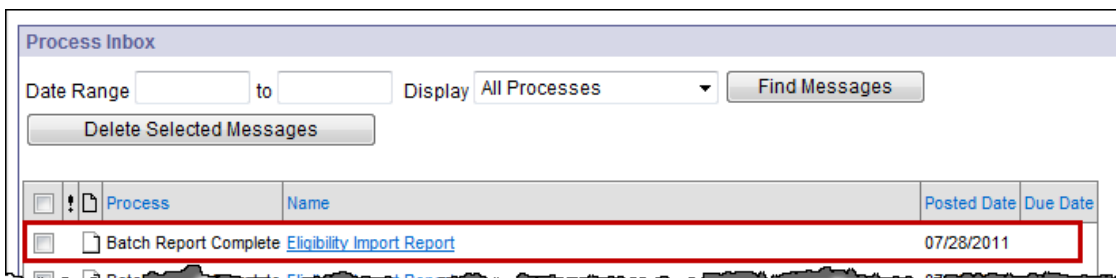 Process Inbox
Date Range to Display All Processes Find Messages
Delete Selected Messages
Process Name Posted Date Due Date
Batch Report Complete Eligibility Import Report 07/28/2011